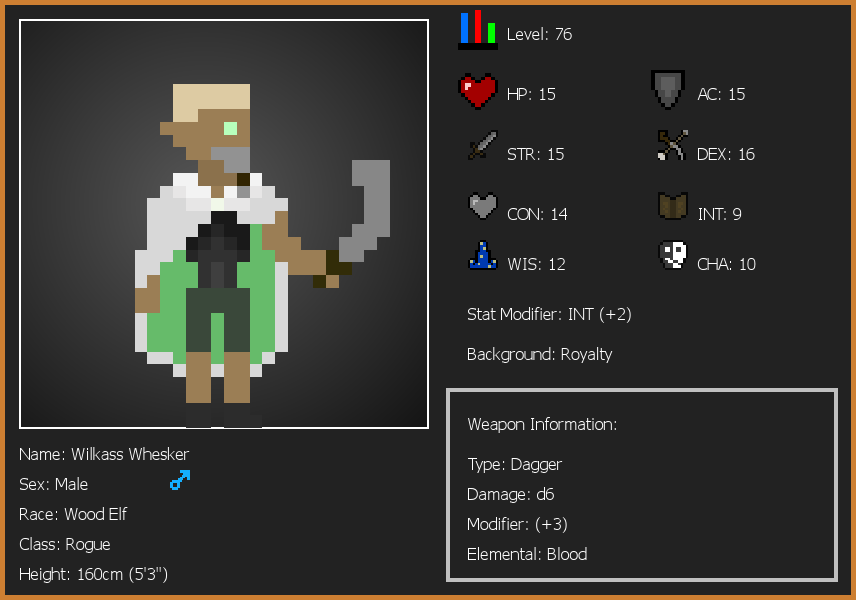 Level: 76
HP: 15
AC: 15
STR: 15
DEX: 16
CON: 14
INT: 9
WIS: 12
CHA: 10
Stat Modifier: INT (+2)
Background: Royalty
Weapon Information:
Type: Dagger
Damage: d6
Modifier: (+3)
Elemental: Blood
Name: Wilkass Whesker
Sex: Male
Race: Wood Elf
Class: Rogue
Height: 160cm (5'3")